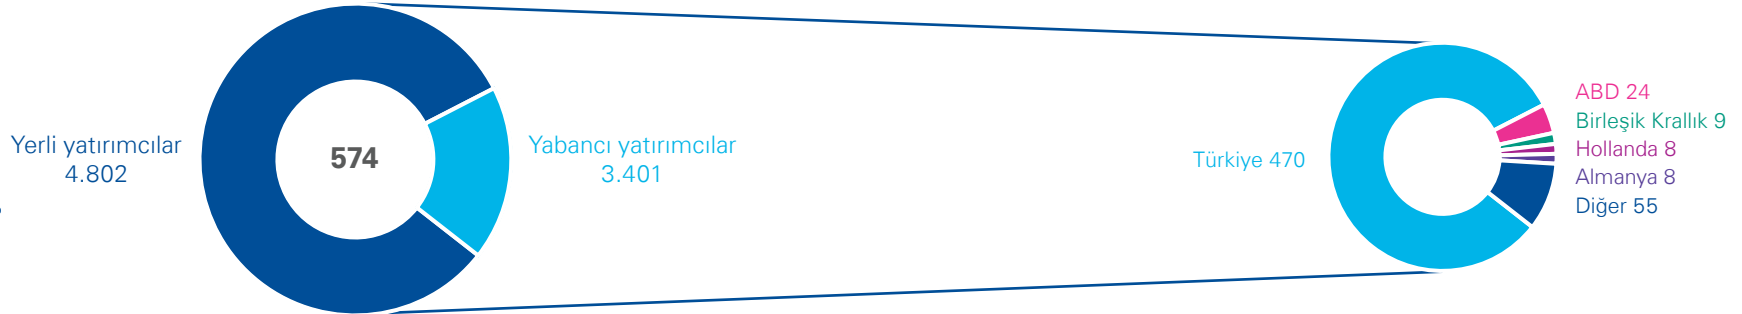 Yerli yatırımcılar
4.802
574
Yabancı yatırımcılar
3.401
Türkiye 470
ABD 24
Birleşik Krallık 9
Hollanda 8
Almanya 8
Diğer 55